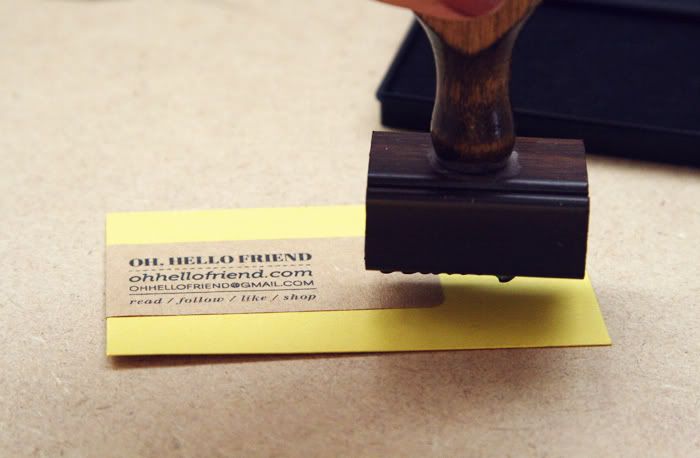 OH, HELLO FRIEND
ohhellofriend.com
OHHELLOFRIEND@GMAIL.COM
read / follow / like / shop